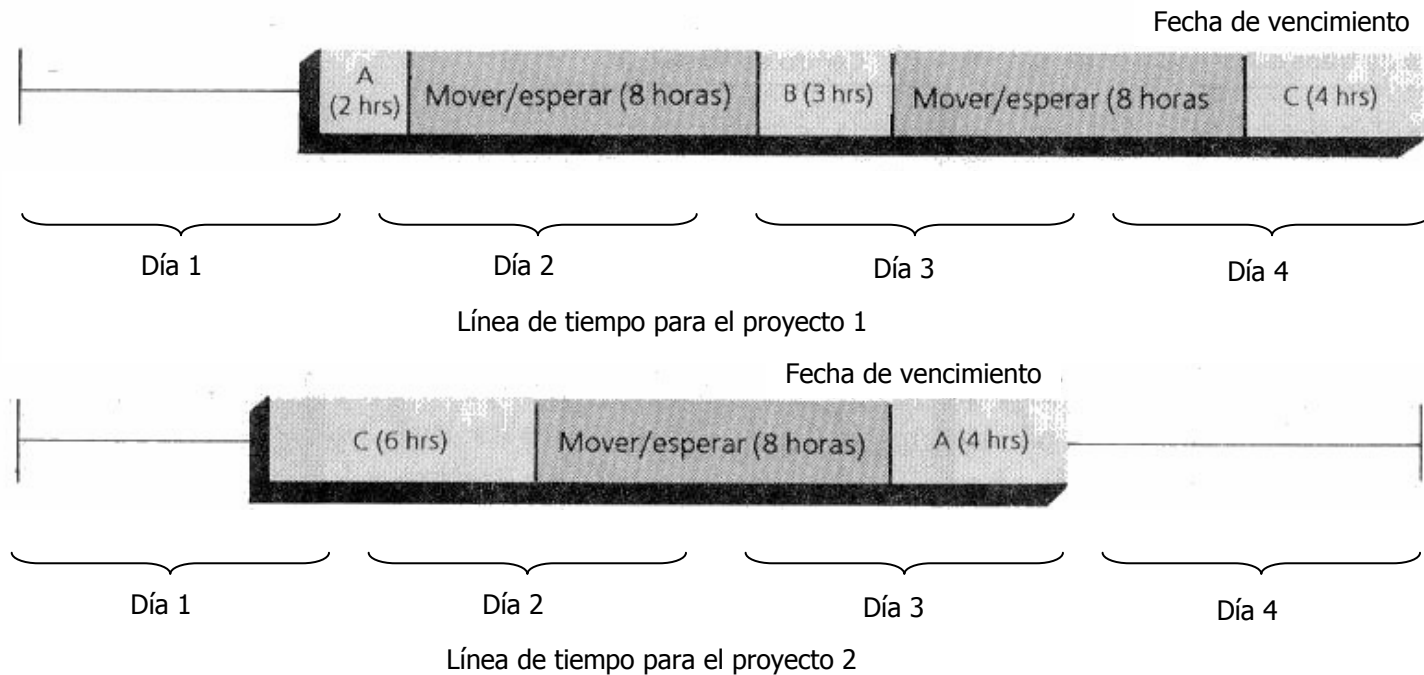 Fecha de vencimiento
A
(2 hrs)
Mover/esperar (8 horas)
B (3 hrs)
Mover/esperar (8 horas
C (4 hrs)
Día 1
Día 2
Día 3
Día 4
Línea de tiempo para el proyecto 1
Fecha de vencimiento
C (6 hrs)
Mover/esperar (8 horas)
A (4 hrs)
Día 1
Día 2
Día 3
Día 4
Línea de tiempo para el proyecto 2